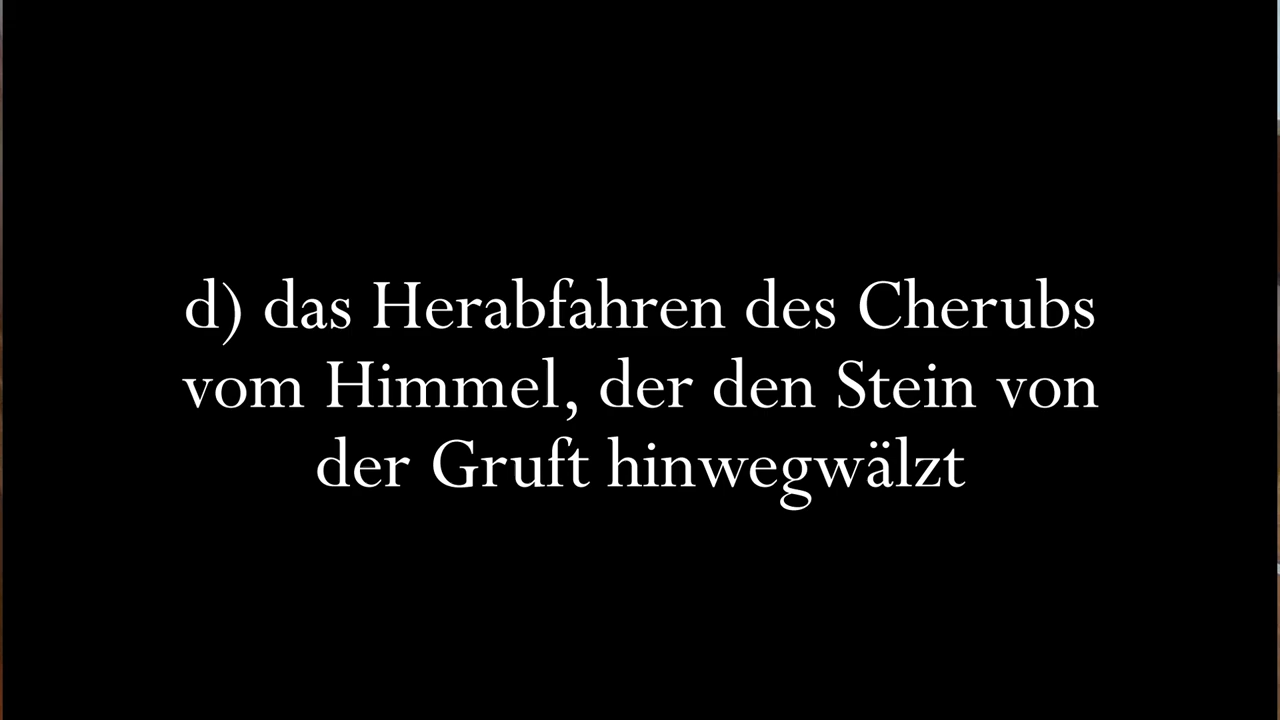 d) das Herabfahren des Cherubs
vom Himmel, der den Stein von
der Gruft hinwegwälzt